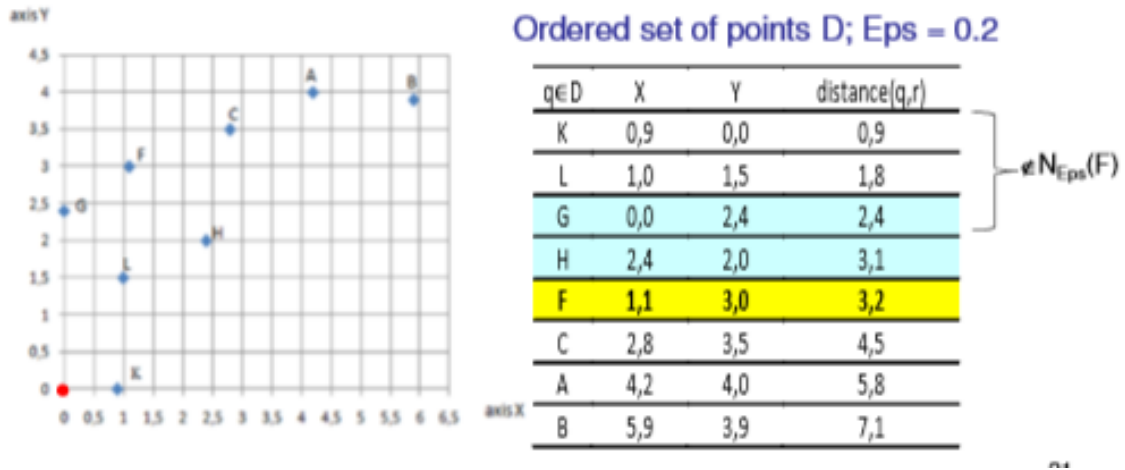 axis Y
Ordered set of points D; Eps = 0.2
4,5
4
3,5
3
2,5
2
1,5
1
0,5
0
A
B
C
F
G
H
L
K
0 0,5 1 1,5 2 2,5 3 3,5 4 4,5 5 5,5 6 6,5
axis X
q∈D X Y distance(q,r)
K 0,9 0,0 0,9
L 1,0 1,5 1,8
G 0,0 2,4 2,4
H 2,4 2,0 3,1
F 1,1 3,0 3,2
C 2,8 3,5 4,5
A 4,2 4,0 5,8
B 5,9 3,9 7,1
∉NEps(F)